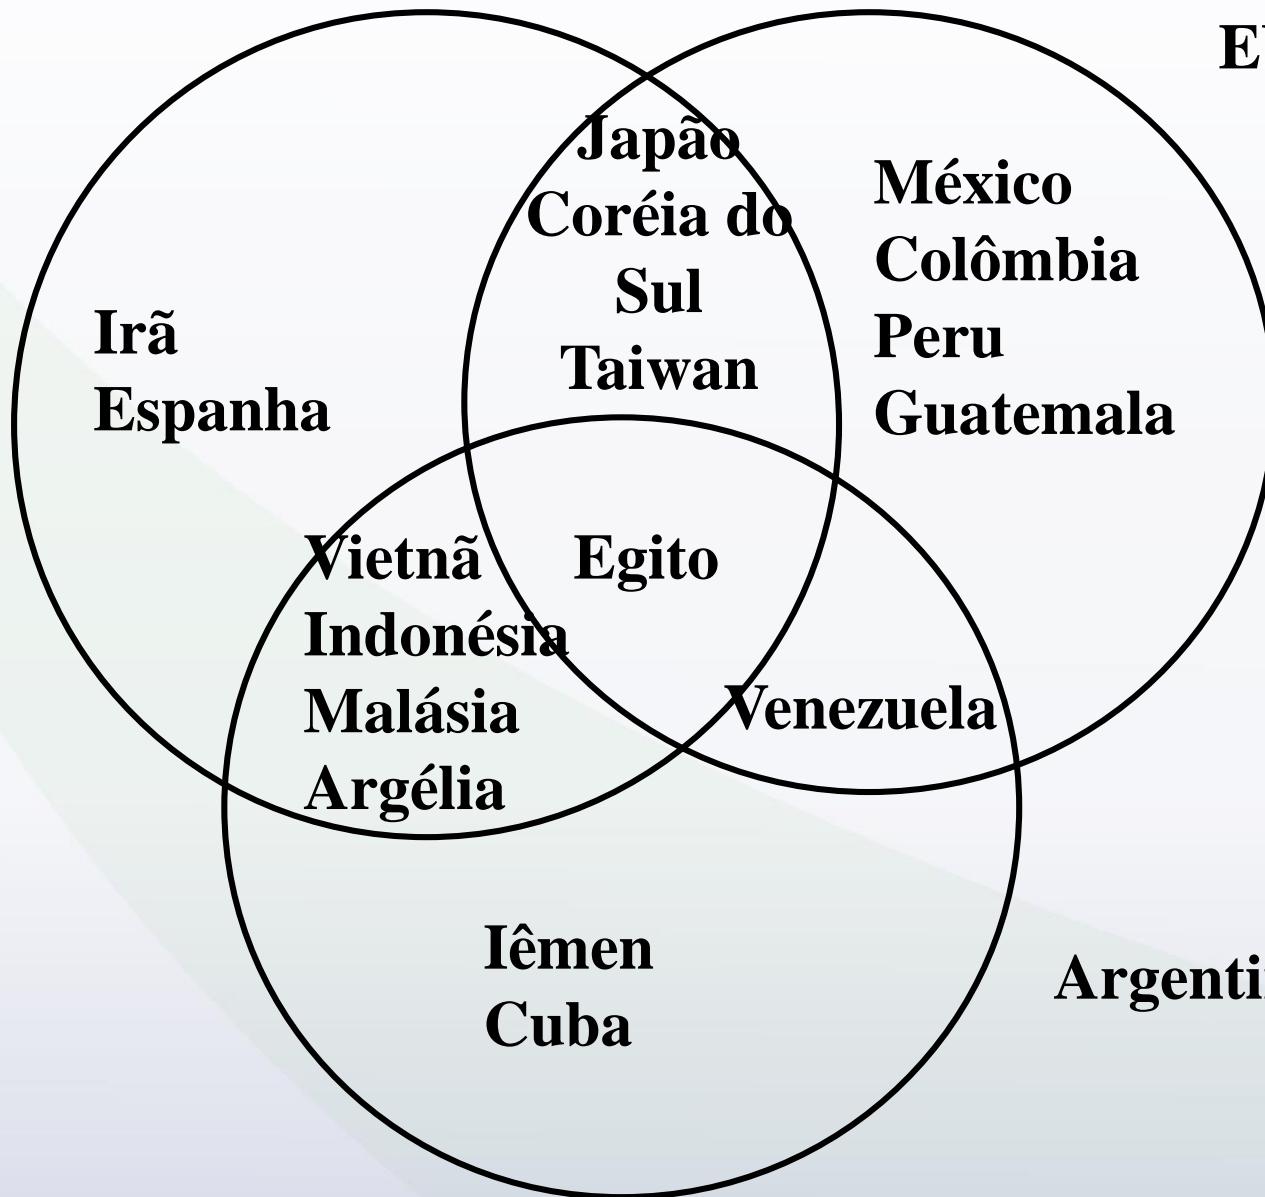 Japão
Coréia do
Sul
Taiwan
México
Colômbia
Peru
Guatemala
Irã
Espanha
Vietnã
Indonésia
Malásia
Argélia
Egito
Venezuela
Iêmen
Cuba